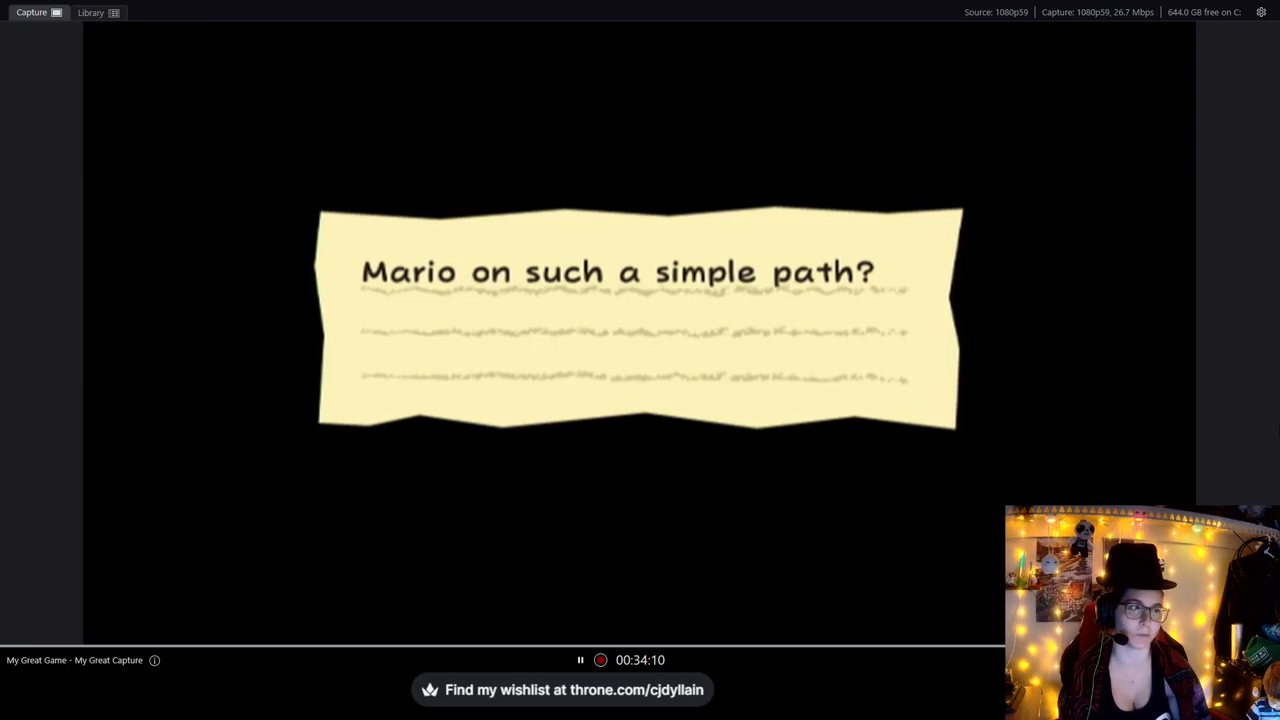 Capture
Library
Source: 1080p59
Capture: 1080p59, 26.7 Mbps
644.0 GB free on C:
Mario on such a simple path?
My Great Game - My Great Capture
00:34:10
Find my wishlist at throne.com/cjdyllain